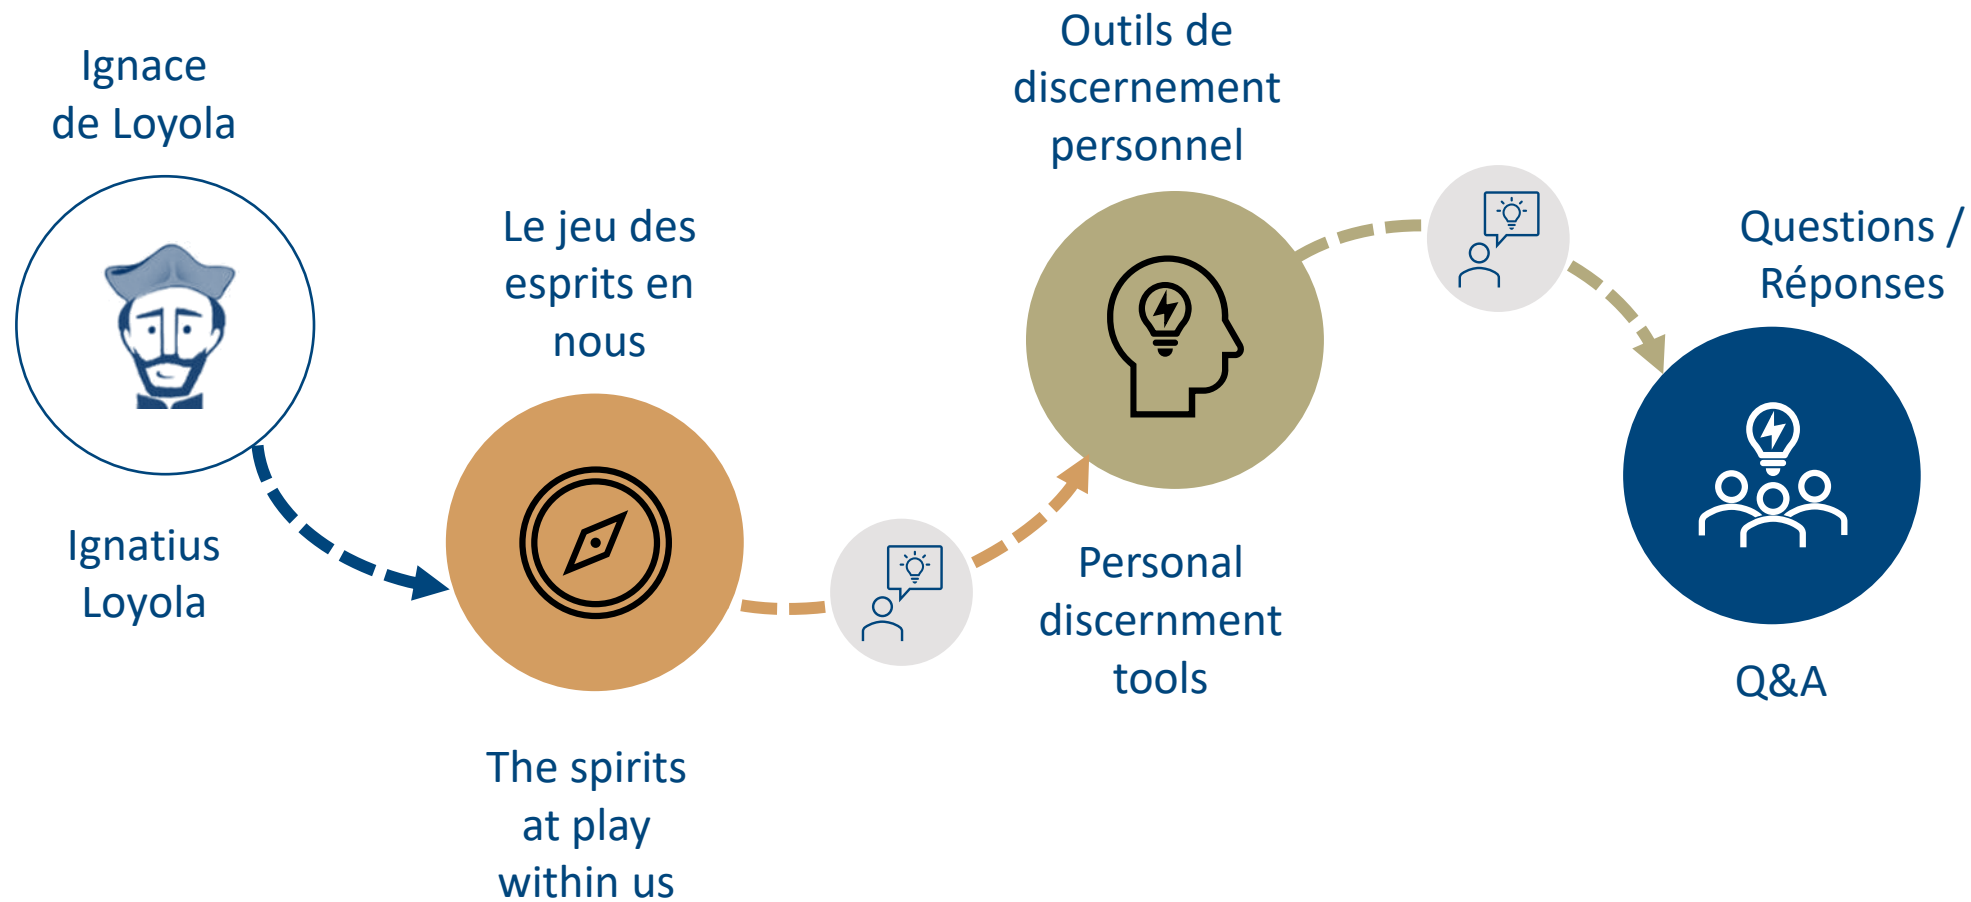 Ignace
de Loyola
Ignatius
Loyola
Le jeu des
esprits en
nous
The spirits
at play
within us
Outils de
discernement
personnel
Personal
discernment
tools
Questions /
Réponses
Q&A